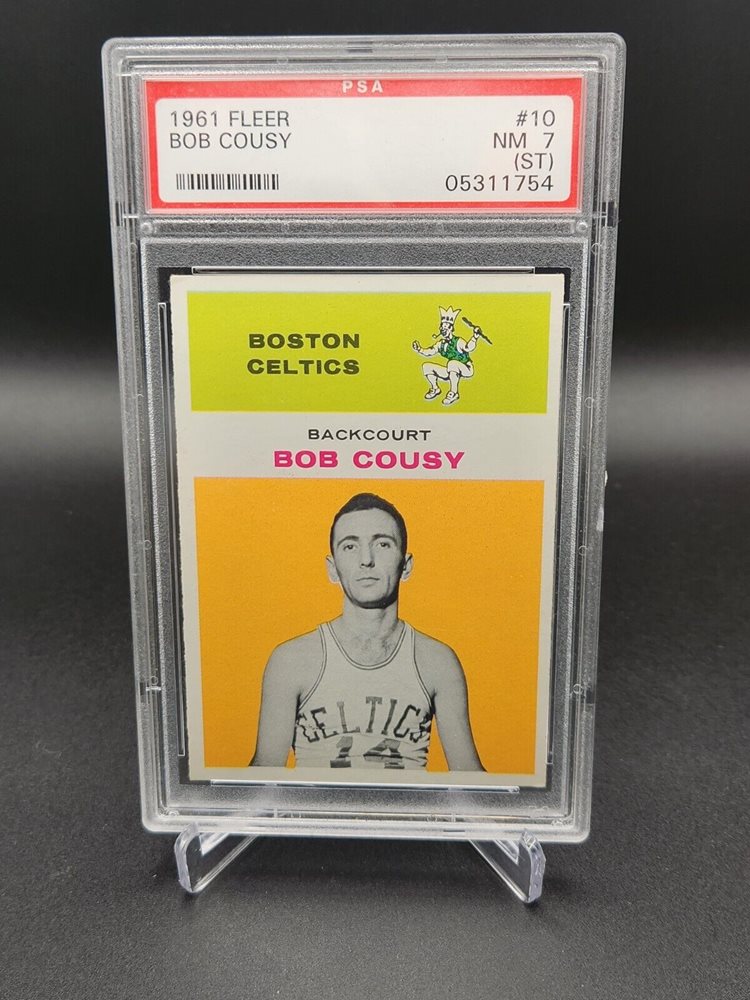 PSA
1961 FLEER #10
BOB COUSY NM 7
(ST)
05311754
BOSTON
CELTICS
BACKCOURT
BOB COUSY
CELTICS
14